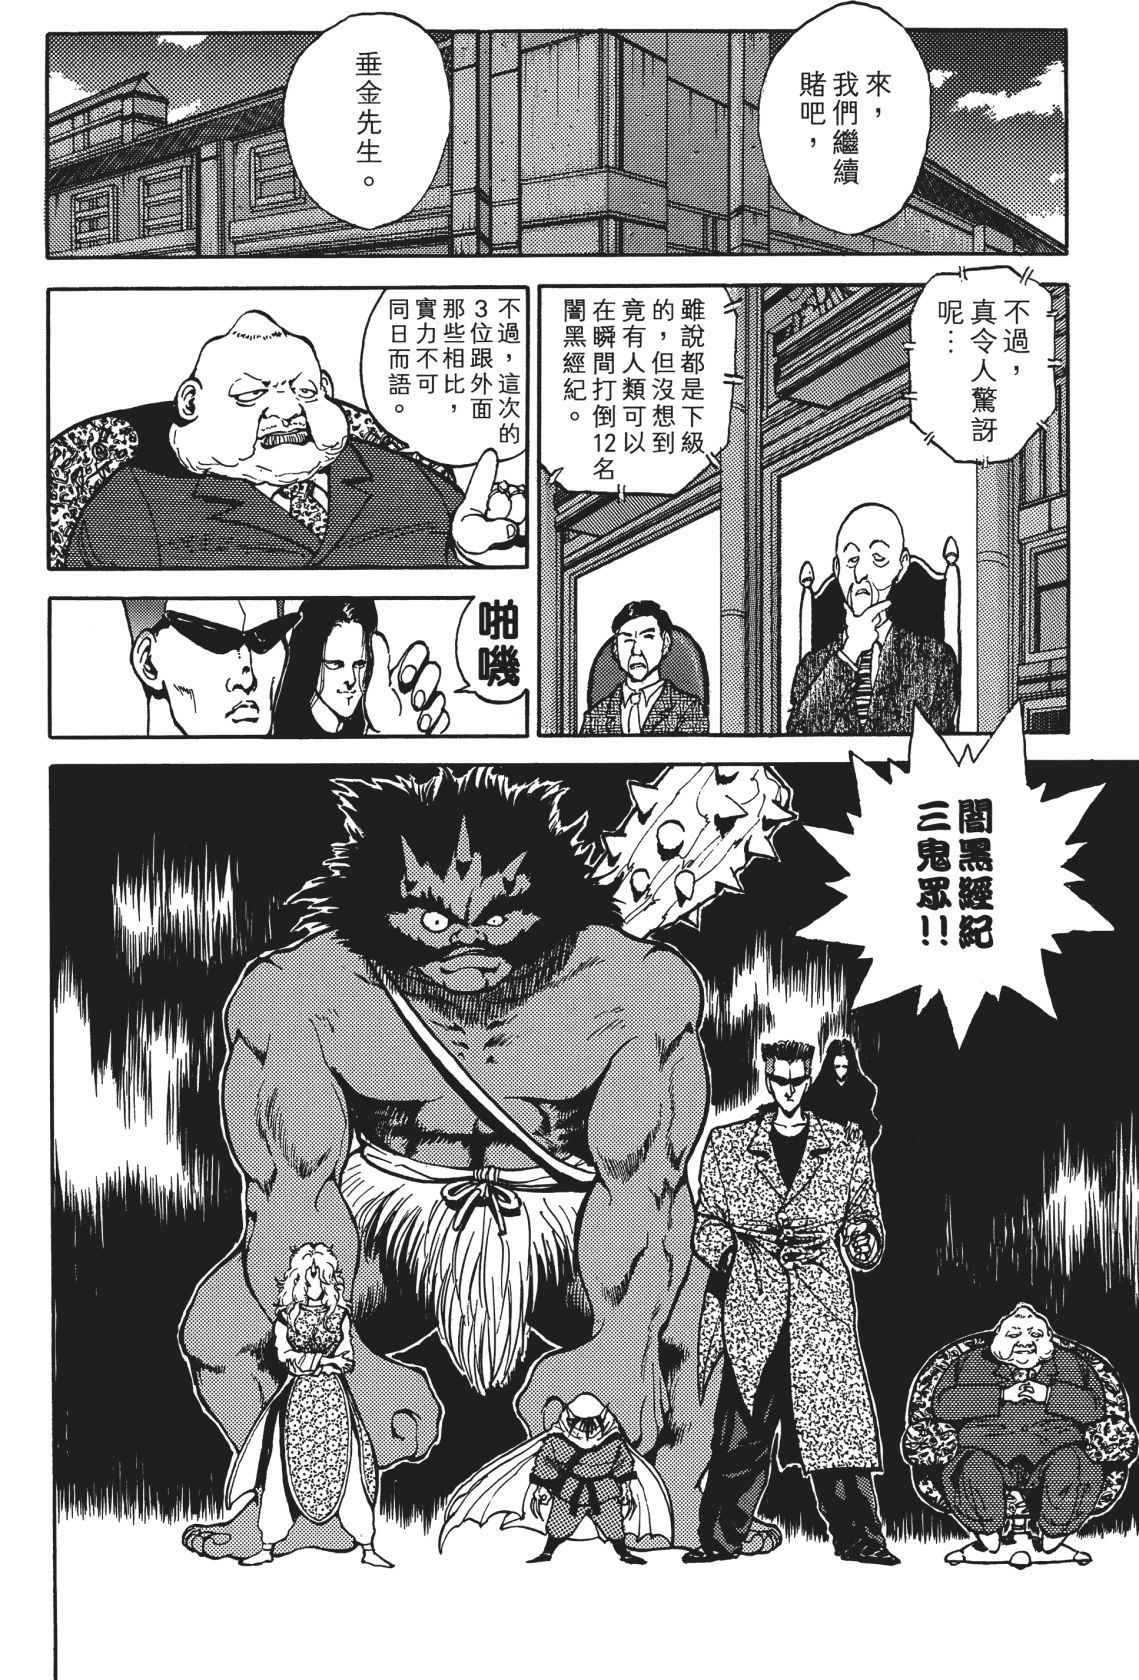 來，
我們繼續
賭吧，
垂金先生。
不過，
真令人驚訝
呢…
雖說都是下級
的，但沒想到
竟有人類可以
在瞬間打倒12名
闇黑經紀。
不過，這次的
3位跟外面
那些相比，
實力不可
同日而語。
啪嘰
闇黑經紀
三鬼眾!!